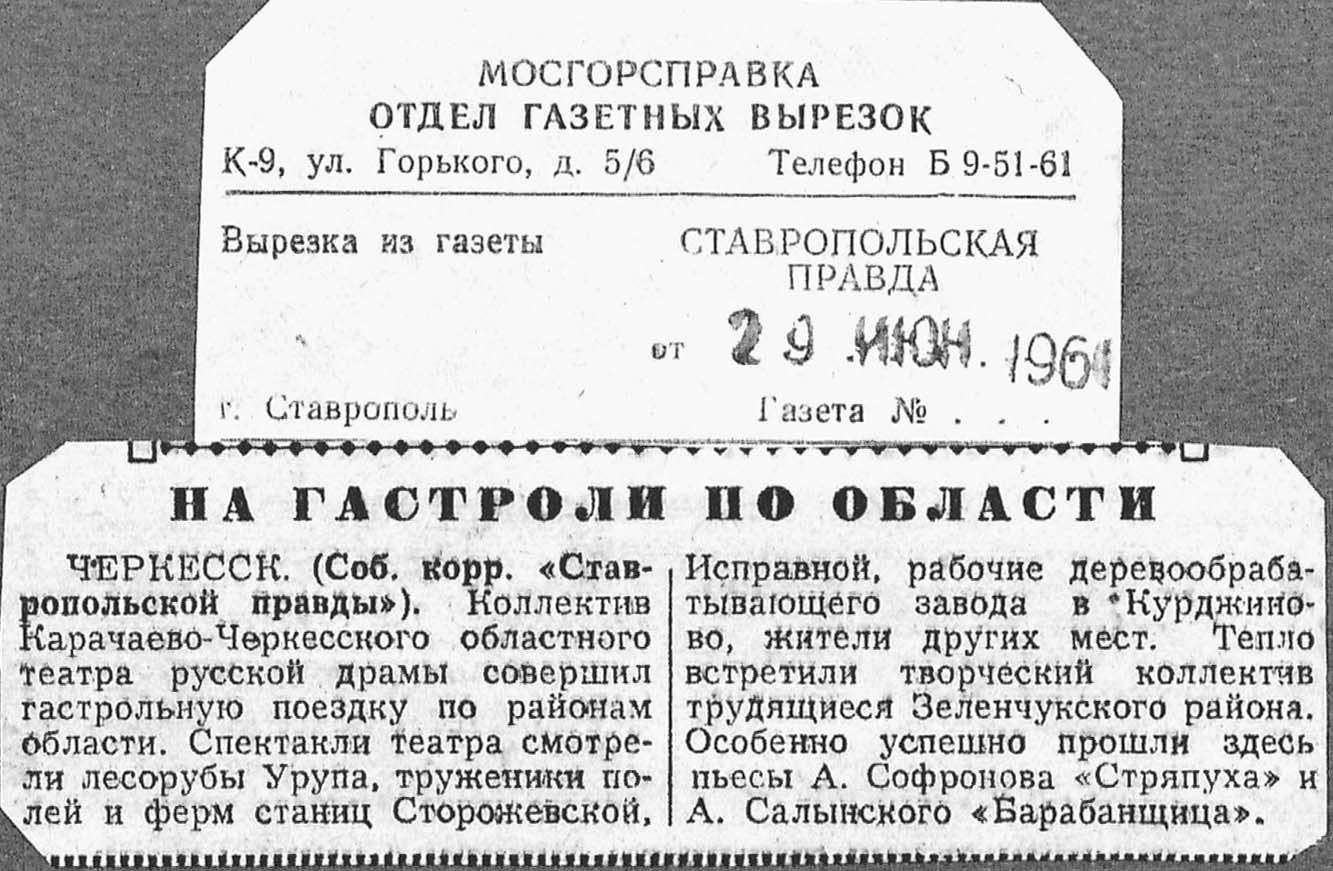 МОСГОРСПРАВКА
ОТДЕЛ ГАЗЕТНЫХ ВЫРЕЗОК
К-9, ул. Горького, д. 5/6 Телефон Б 9-51-61
Вырезка из газеты
СТАВРОПОЛЬСКАЯ
ПРАВДА
от 29 ИЮН. 1961
г. Ставрополь Газета № . . .
НА ГАСТРОЛИ ПО ОБЛАСТИ
ЧЕРКЕССК. (Соб. корр. «Став-
ропольской правды»). Коллектив
Карачаево-Черкесского областного
театра русской драмы совершил
гастрольную поездку по районам
области. Спектакли театра смотре-
ли лесорубы Урупа, труженики по-
лей и ферм станиц Сторожевской,
Исправной, рабочие деревообраба-
тывающего завода в Курджино-
во, жители других мест. Тепло
встретили творческий коллектив
трудящиеся Зеленчукского района.
Особенно успешно прошли здесь
пьесы А. Софронова «Стряпуха» и
А. Салынского «Барабанщица».